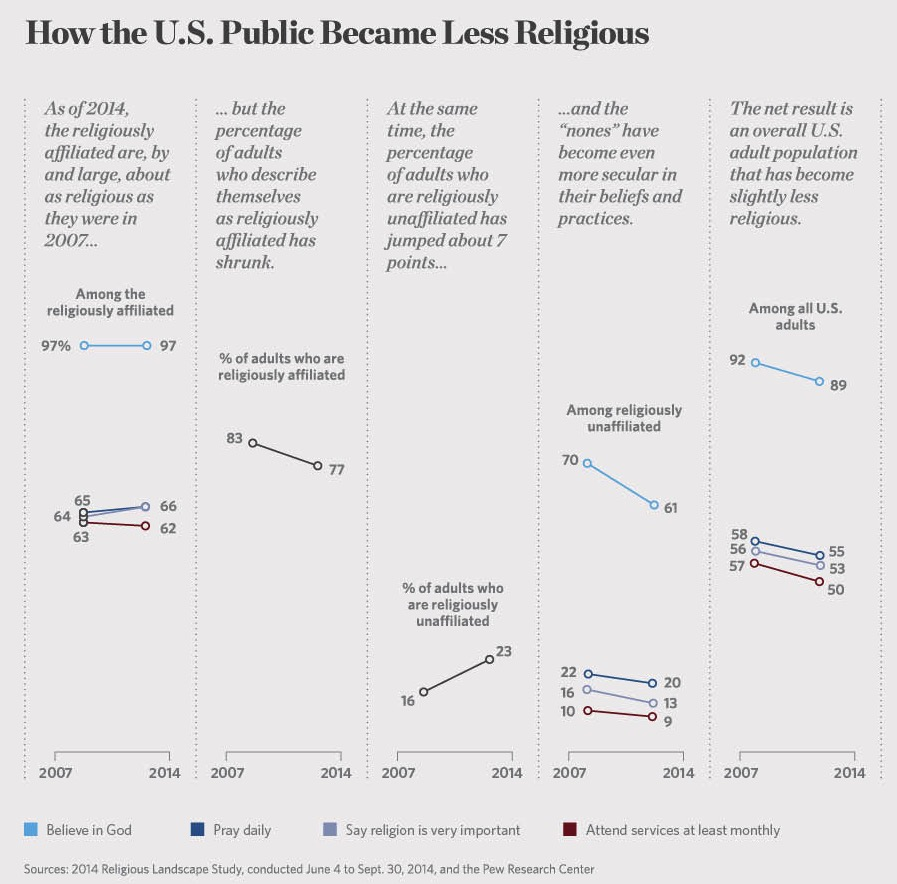 How the U.S. Public Became Less Religious
As of 2014,
the religiously
affiliated are, by
and large, about
as religious as
they were in
2007...
Among the
religiously affiliated
97%
97
65
64
63
66
62
2007
2014
... but the
percentage
of adults
who describe
themselves
as religiously
affiliated has
shrunk.
% of adults who are
religiously affiliated
83
77
2007
2014
At the same
time, the
percentage
of adults who
are religiously
unaffiliated has
jumped about 7
points...
% of adults who
are religiously
unaffiliated
16
23
2007
2014
...and the
“nones” have
become even
more secular in
their beliefs and
practices.
Among religiously
unaffiliated
70
61
22
20
16
13
10
9
2007
2014
The net result is
an overall U.S.
adult population
that has become
slightly less
religious.
Among all U.S.
adults
92
89
58
56
57
55
53
50
2007
2014
Believe in God
Pray daily
Say religion is very important
Attend services at least monthly
Sources: 2014 Religious Landscape Study, conducted June 4 to Sept. 30, 2014, and the Pew Research Center